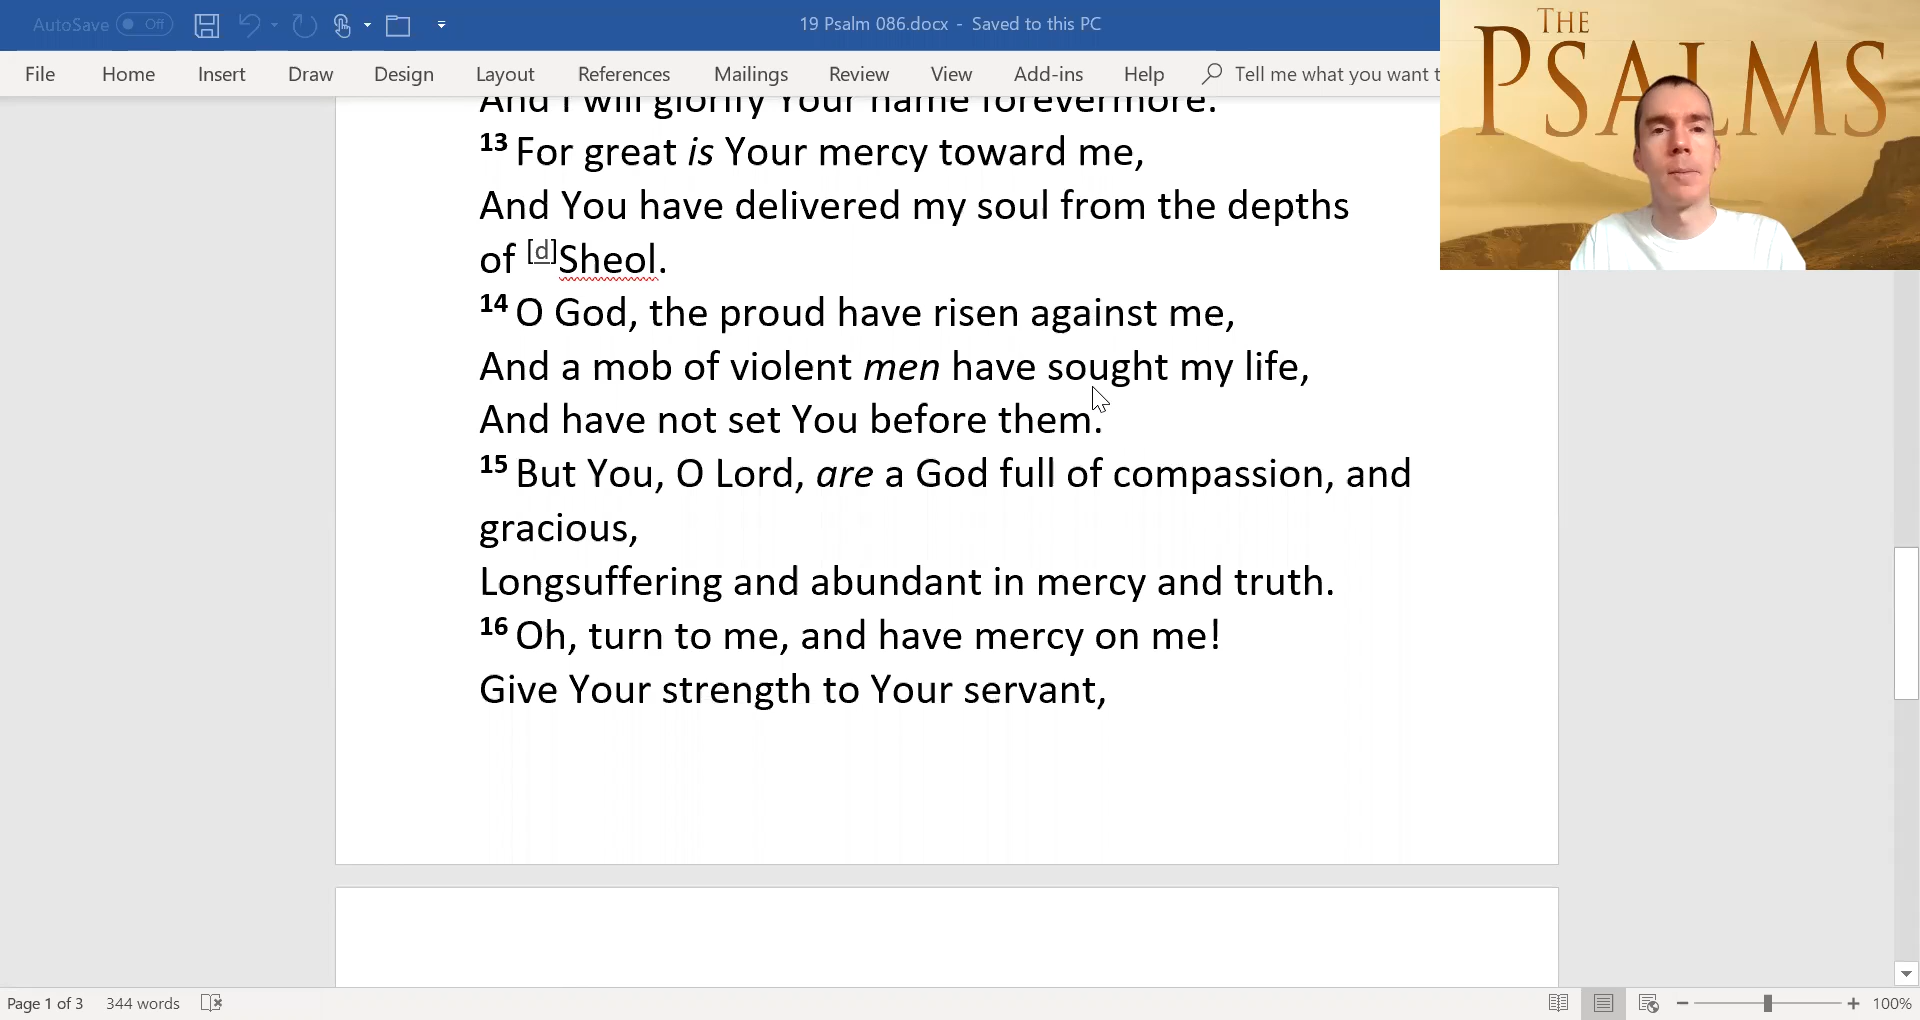 AutoSave Off
19 Psalm 086.docx - Saved to this PC
File Home Insert Draw Design Layout References Mailings Review View Add-ins Help Tell me what you want t
THE
PSALMS
And I will glorify Your name forevermore.
13 For great is Your mercy toward me,
And You have delivered my soul from the depths
of [d]Sheol.
14 O God, the proud have risen against me,
And a mob of violent men have sought my life,
And have not set You before them.
15 But You, O Lord, are a God full of compassion, and
gracious,
Longsuffering and abundant in mercy and truth.
16 Oh, turn to me, and have mercy on me!
Give Your strength to Your servant,
Page 1 of 3 344 words 100%